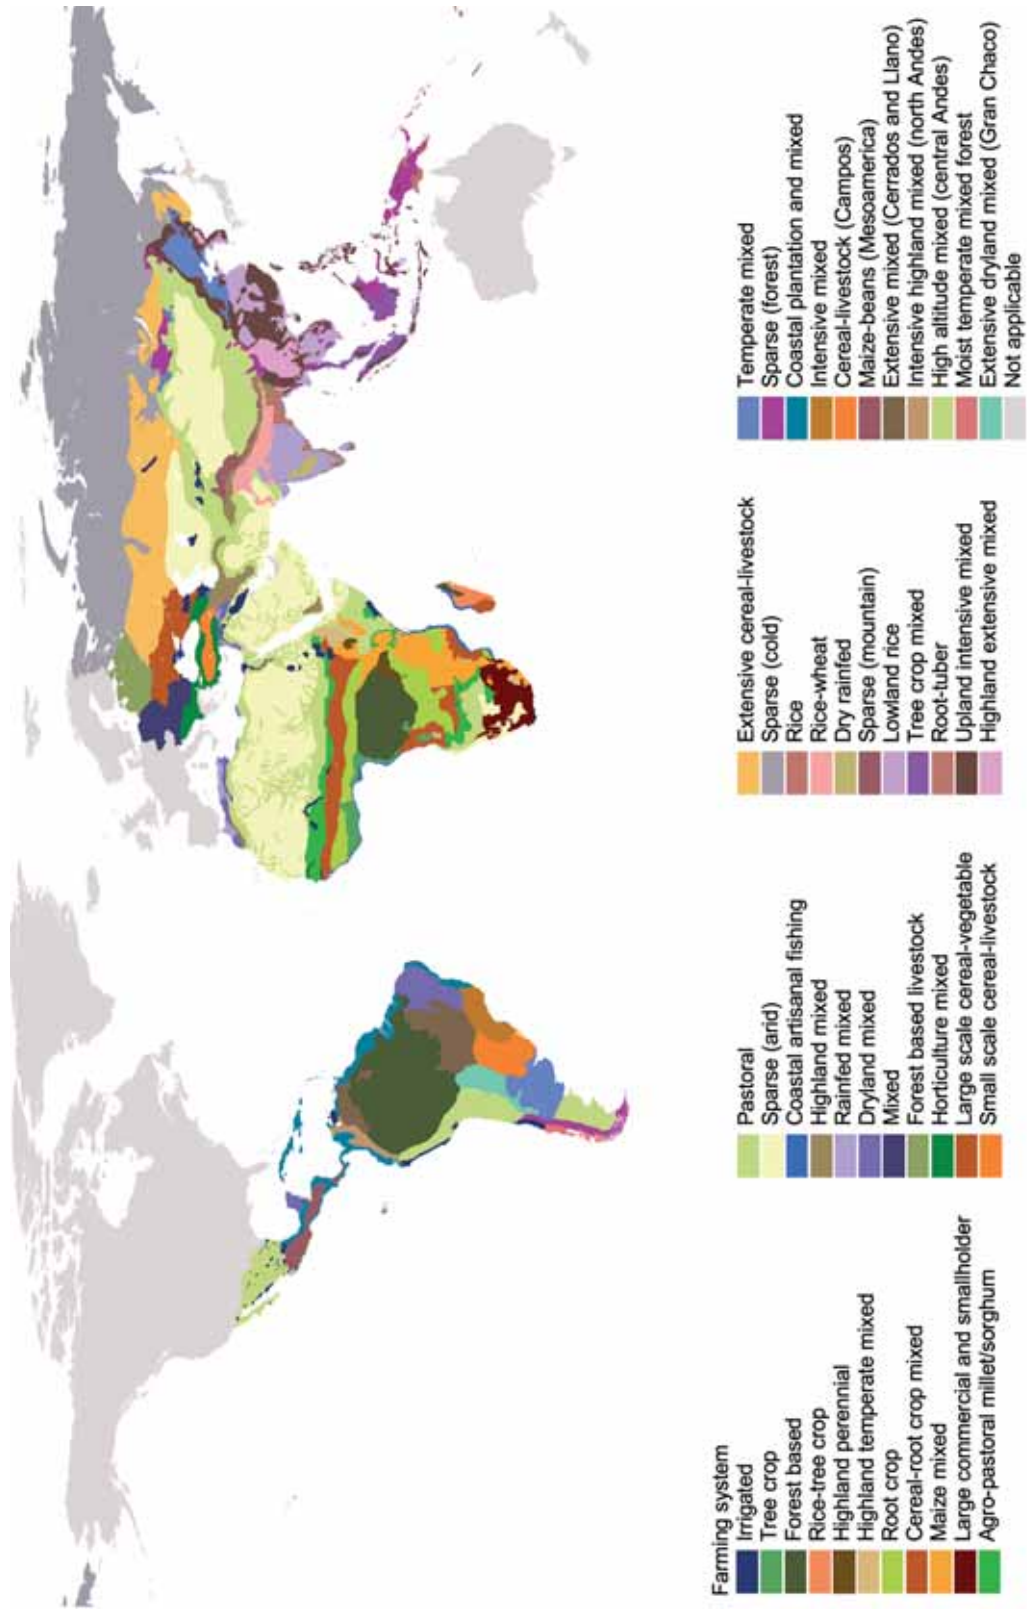 Farming system
Irrigated
Tree crop
Forest based
Rice-tree crop
Highland perennial
Highland temperate mixed
Root crop
Cereal-root crop mixed
Maize mixed
Large commercial and smallholder
Agro-pastoral millet/sorghum
Pastoral
Sparse (arid)
Coastal artisanal fishing
Highland mixed
Rainfed mixed
Dryland mixed
Mixed
Forest based livestock
Horticulture mixed
Large scale cereal-vegetable
Small scale cereal-livestock
Extensive cereal-livestock
Sparse (cold)
Rice
Rice-wheat
Dry rainfed
Sparse (mountain)
Lowland rice
Tree crop mixed
Root-tuber
Upland intensive mixed
Highland extensive mixed
Temperate mixed
Sparse (forest)
Coastal plantation and mixed
Intensive mixed
Cereal-livestock (Campos)
Maize-beans (Mesoamerica)
Extensive mixed (Cerrados and Llano)
Intensive highland mixed (north Andes)
High altitude mixed (central Andes)
Moist temperate mixed forest
Extensive dryland mixed (Gran Chaco)
Not applicable